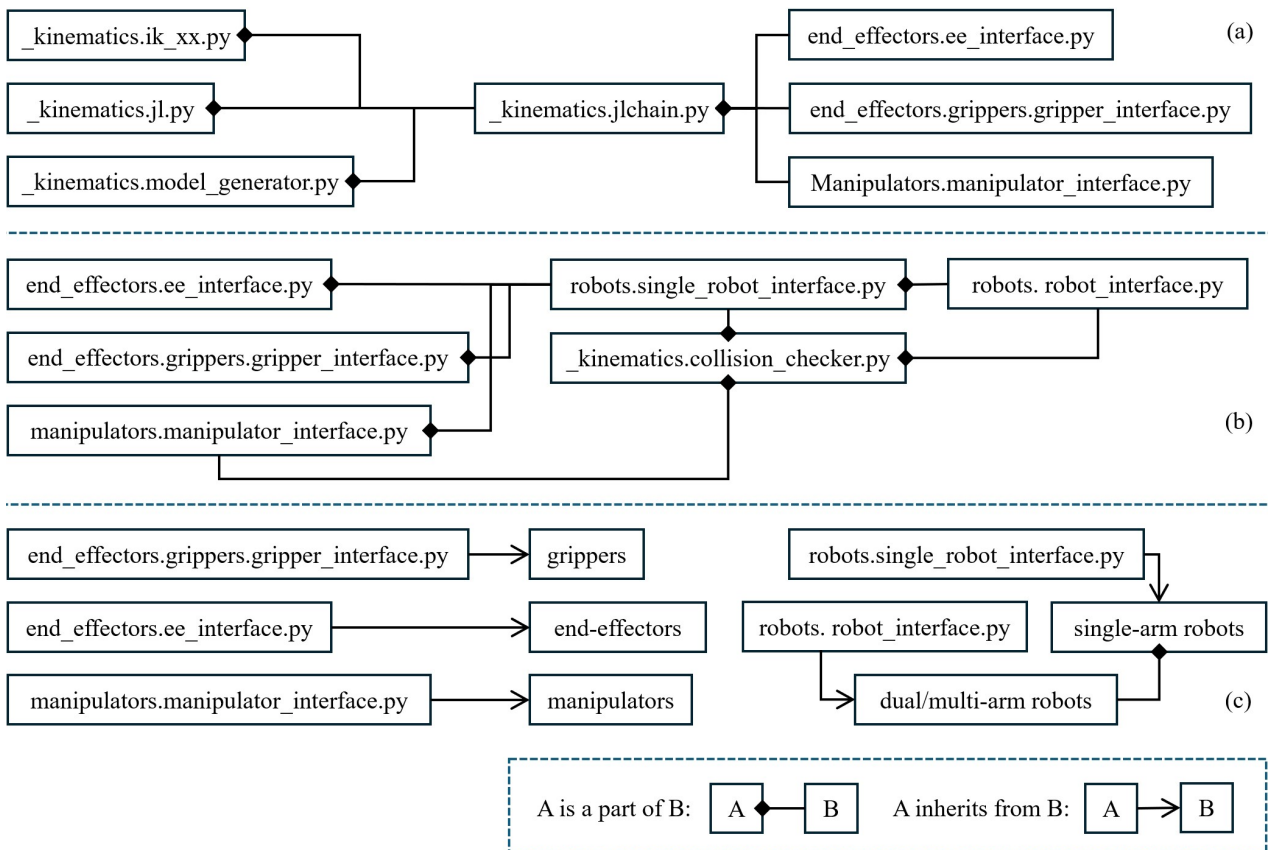 _kinematics.ik_xx.py
end_effectors.ee_interface.py
(a)
_kinematics.jl.py
_kinematics.jlchain.py
end_effectors.grippers.gripper_interface.py
_kinematics.model_generator.py
Manipulators.manipulator_interface.py
end_effectors.ee_interface.py
robots.single_robot_interface.py
robots. robot_interface.py
end_effectors.grippers.gripper_interface.py
_kinematics.collision_checker.py
manipulators.manipulator_interface.py
(b)
end_effectors.grippers.gripper_interface.py
grippers
robots.single_robot_interface.py
end_effectors.ee_interface.py
end-effectors
robots. robot_interface.py
single-arm robots
manipulators.manipulator_interface.py
manipulators
dual/multi-arm robots
(c)
A is a part of B:
A
B
A inherits from B:
A
B